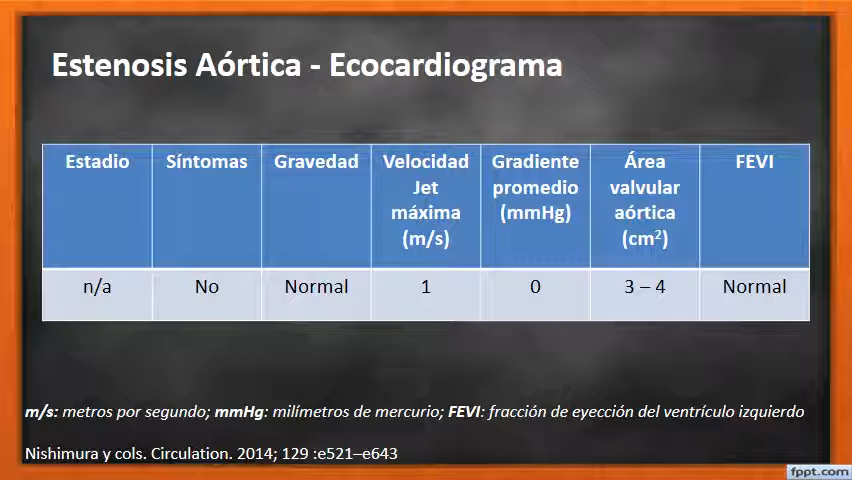 Estenosis Aórtica - Ecocardiograma
Estadio Síntomas Gravedad Velocidad Jet máxima (m/s) Gradiente promedio (mmHg) Área valvular aórtica (cm²) FEVI
n/a No Normal 1 0 3 – 4 Normal
m/s: metros por segundo; mmHg: milímetros de mercurio; FEVI: fracción de eyección del ventrículo izquierdo
Nishimura y cols. Circulation. 2014; 129 :e521–e643
fppt.com